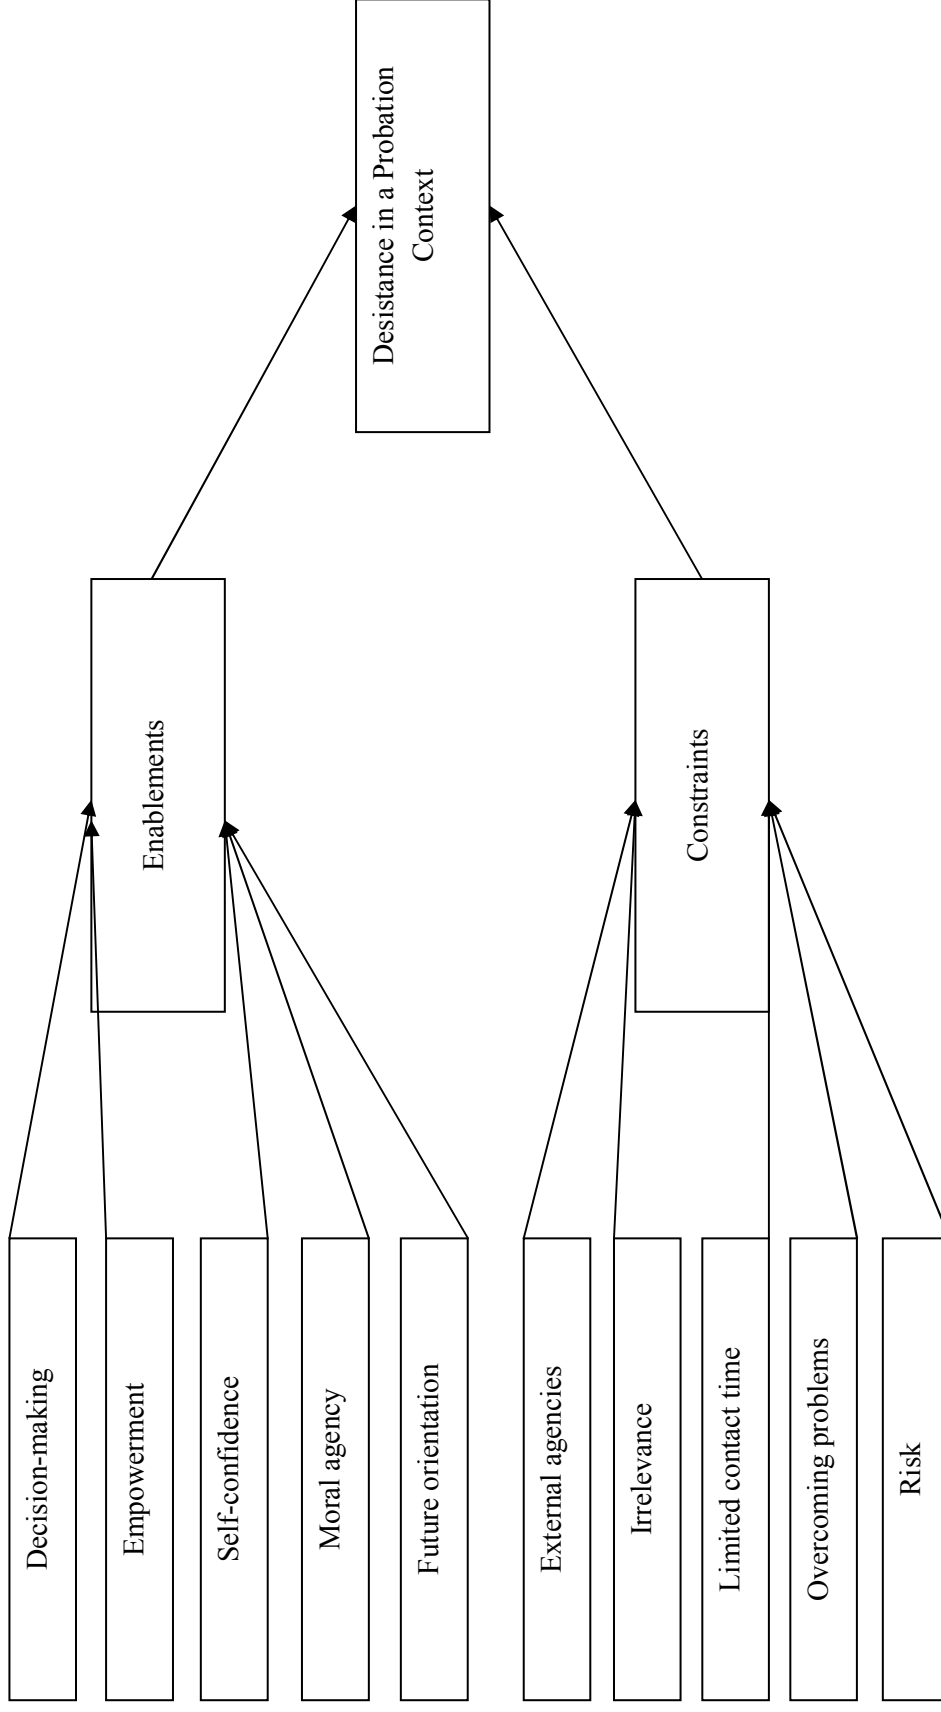 Decision-making
Empowerment
Self-confidence
Moral agency
Future orientation
External agencies
Irrelevance
Limited contact time
Overcoming problems
Risk
Enablements
Constraints
Desistance in a Probation
Context